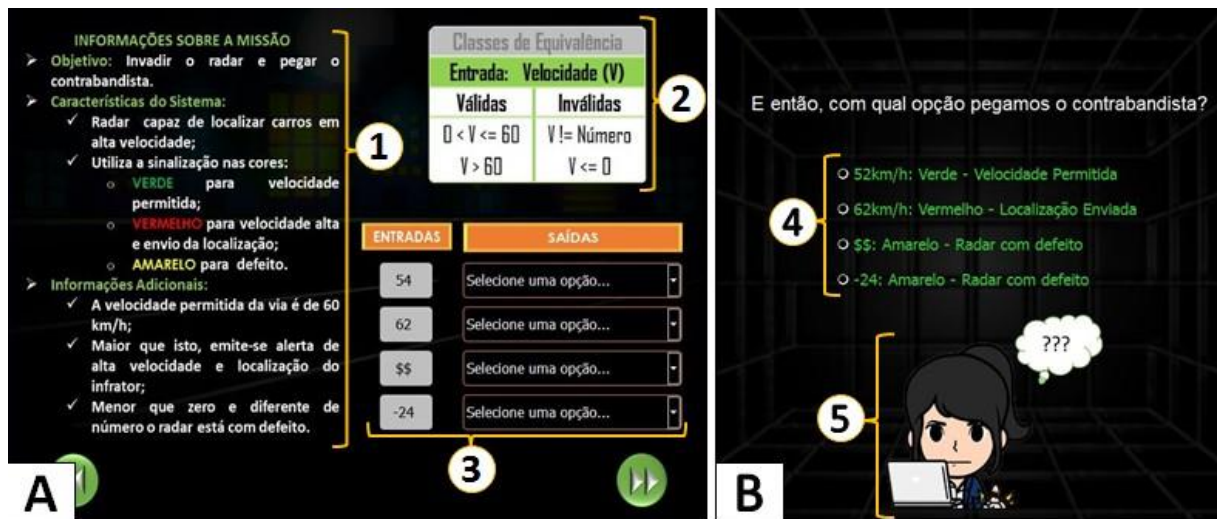 INFORMAÇÕES SOBRE A MISSÃO
➢ Objetivo: Invadir o radar e pegar o
contrabandista.
➢ Características do Sistema:
✓ Radar capaz de localizar carros em
alta velocidade;
✓ Utiliza a sinalização nas cores:
o VERDE para velocidade
permitida;
o VERMELHO para velocidade alta
e envio da localização;
o AMARELO para defeito.
➢ Informações Adicionais:
✓ A velocidade permitida da via é de 60
km/h;
✓ Maior que isto, emite-se alerta de
alta velocidade e localização do
infrator;
✓ Menor que zero e diferente de
número o radar está com defeito.
1
Classes de Equivalência
Entrada: Velocidade (V)
Válidas Inválidas
0 < V <= 60 V != Número
V > 60 V <= 0
2
ENTRADAS SAÍDAS
54 Selecione uma opção...
62 Selecione uma opção...
$$ Selecione uma opção...
-24 Selecione uma opção...
3
A
E então, com qual opção pegamos o contrabandista?
52km/h: Verde - Velocidade Permitida
62km/h: Vermelho - Localização Enviada
$$: Amarelo - Radar com defeito
-24: Amarelo - Radar com defeito
4
???
5
B